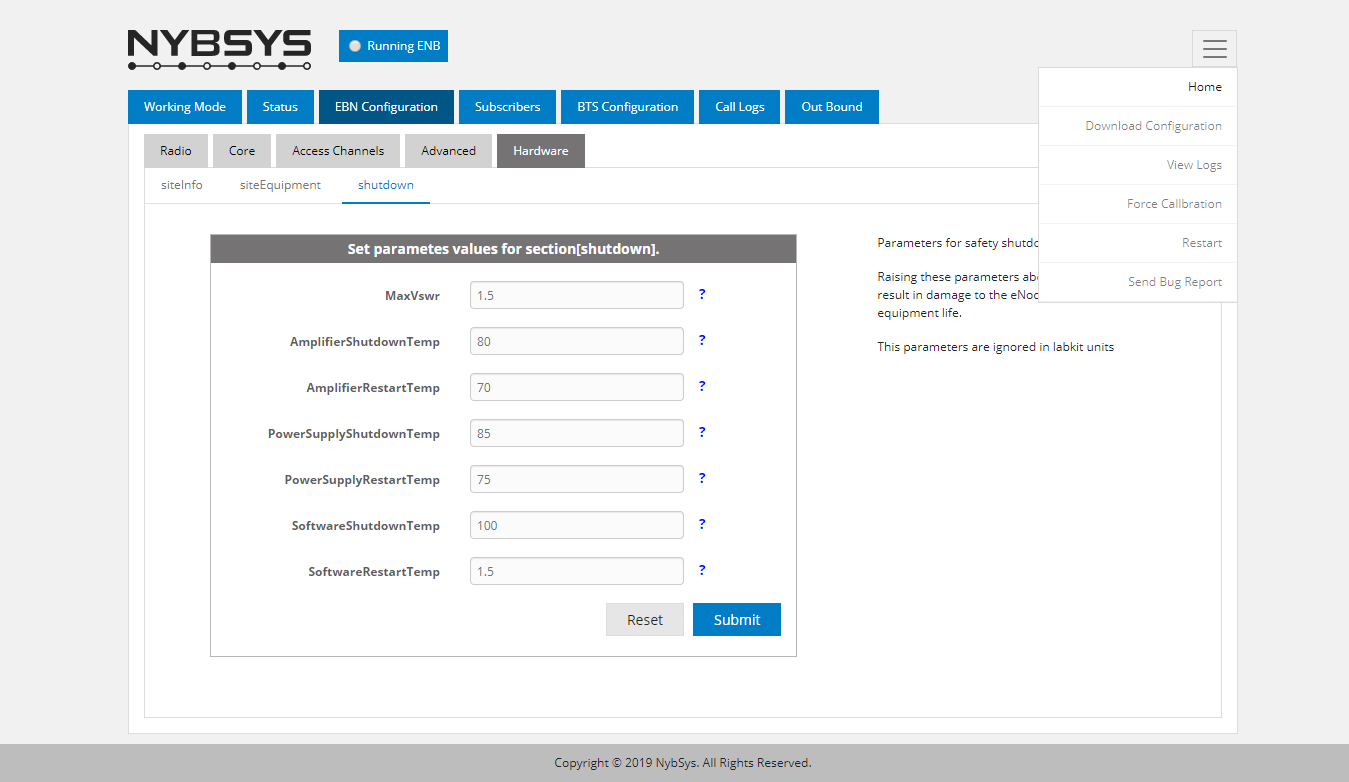 NYBSYS
Running ENB
Home
Download Configuration
View Logs
Force Callbration
Restart
Send Bug Report
Working Mode
Status
EBN Configuration
Subscribers
BTS Configuration
Call Logs
Out Bound
Radio
Core
Access Channels
Advanced
Hardware
siteInfo
siteEquipment
shutdown
Set parametes values for section[shutdown].
MaxVswr
1.5
?
AmplifierShutdownTemp
80
?
AmplifierRestartTemp
70
?
PowerSupplyShutdownTemp
85
?
PowerSupplyRestartTemp
75
?
SoftwareShutdownTemp
100
?
SoftwareRestartTemp
1.5
?
Reset
Submit
Parameters for safety
Raising these parameters
result in damage to the
equipment life.
This parameters are ignored in labkit units
Copyright © 2019 NybSys. All Rights Reserved.